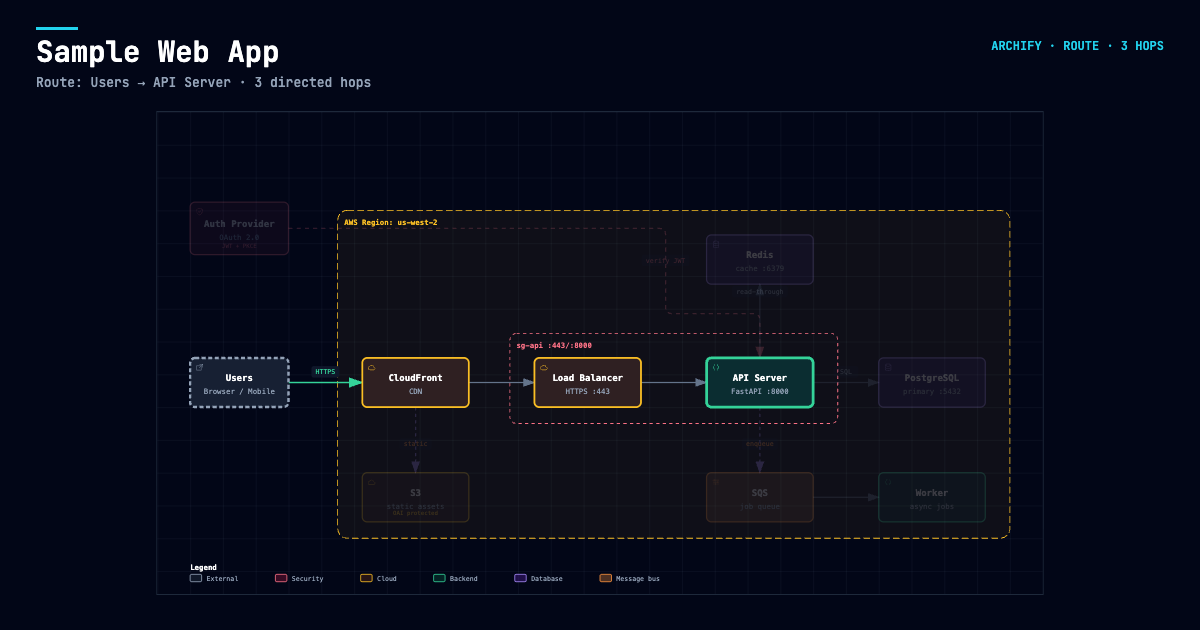 Sample Web App
ARCHIFY · ROUTE · 3 HOPS
Route: Users → API Server · 3 directed hops
Auth Provider
OAuth 2.0
AWS Region: us-west-2
verify JWT
Redis
cache :6379
read-through
sg-api :443/:8000
Users
Browser / Mobile
HTTPS
CloudFront
CDN
Load Balancer
HTTPS :443
API Server
FastAPI :8000
PostgreSQL
primary :5432
static
enqueue
S3
static assets
OAI protected
SQS
job queue
Worker
async jobs
Legend
External
Security
Cloud
Backend
Database
Message bus